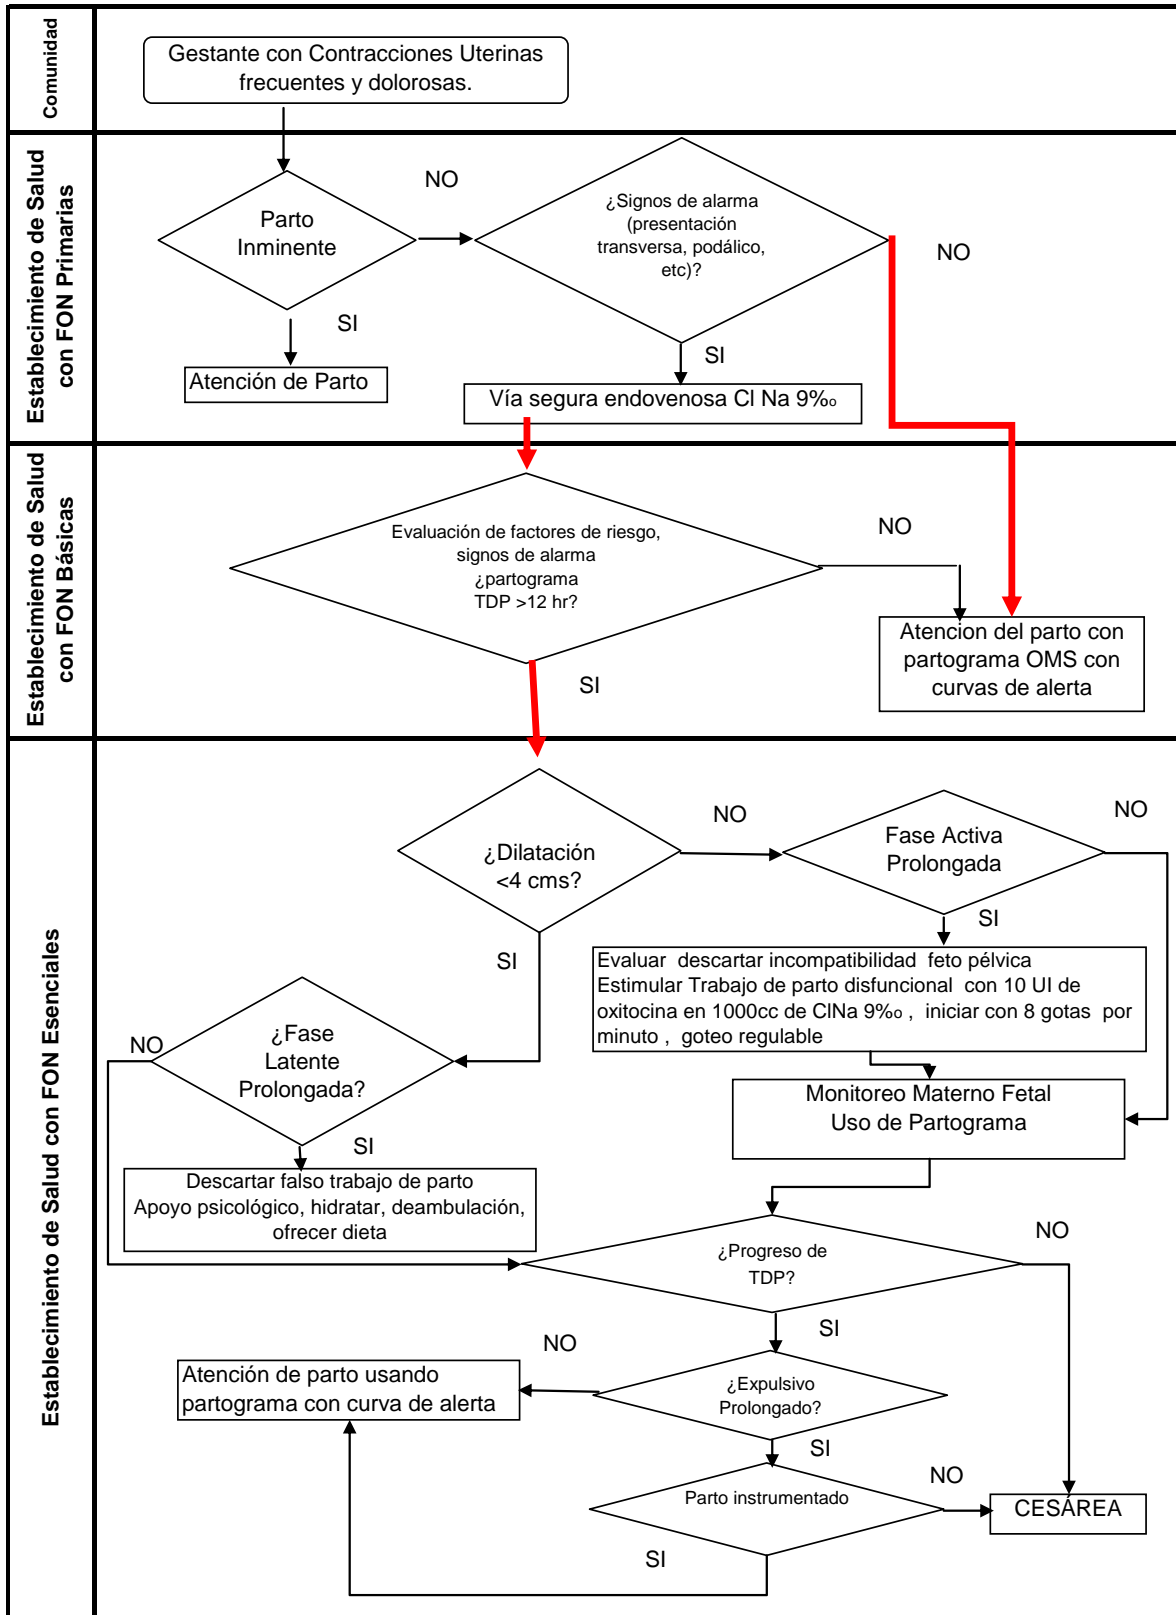 Comunidad
Gestante con Contracciones Uterinas
frecuentes y dolorosas.
Establecimiento de Salud
con FON Primarias
Parto
Inminente
NO
¿Signos de alarma
(presentación
transversa, podálico,
etc)?
NO
SI
Atención de Parto
SI
Vía segura endovenosa Cl Na 9‰
Establecimiento de Salud
con FON Básicas
Evaluación de factores de riesgo,
signos de alarma
¿partograma
TDP >12 hr?
NO
SI
Atencion del parto con
partograma OMS con
curvas de alerta
Establecimiento de Salud con FON Esenciales
¿Dilatación
<4 cms?
NO
Fase Activa
Prolongada
NO
SI
SI
Evaluar descartar incompatibilidad feto pélvica
Estimular Trabajo de parto disfuncional con 10 UI de
oxitocina en 1000cc de ClNa 9‰ , iniciar con 8 gotas por
minuto , goteo regulable
NO
¿Fase
Latente
Prolongada?
SI
Monitoreo Materno Fetal
Uso de Partograma
Descartar falso trabajo de parto
Apoyo psicológico, hidratar, deambulación,
ofrecer dieta
¿Progreso de
TDP?
NO
SI
NO
Atención de parto usando
partograma con curva de alerta
¿Expulsivo
Prolongado?
SI
Parto instrumentado
NO
CESÁREA
SI